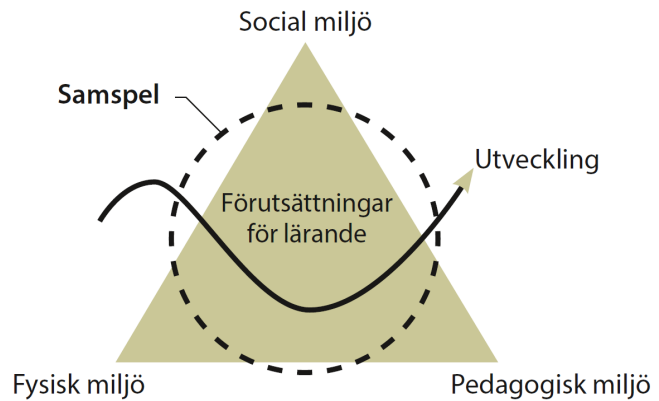 Social miljö
Samspel
Utveckling
Förutsättningar
för lärande
Fysisk miljö
Pedagogisk miljö